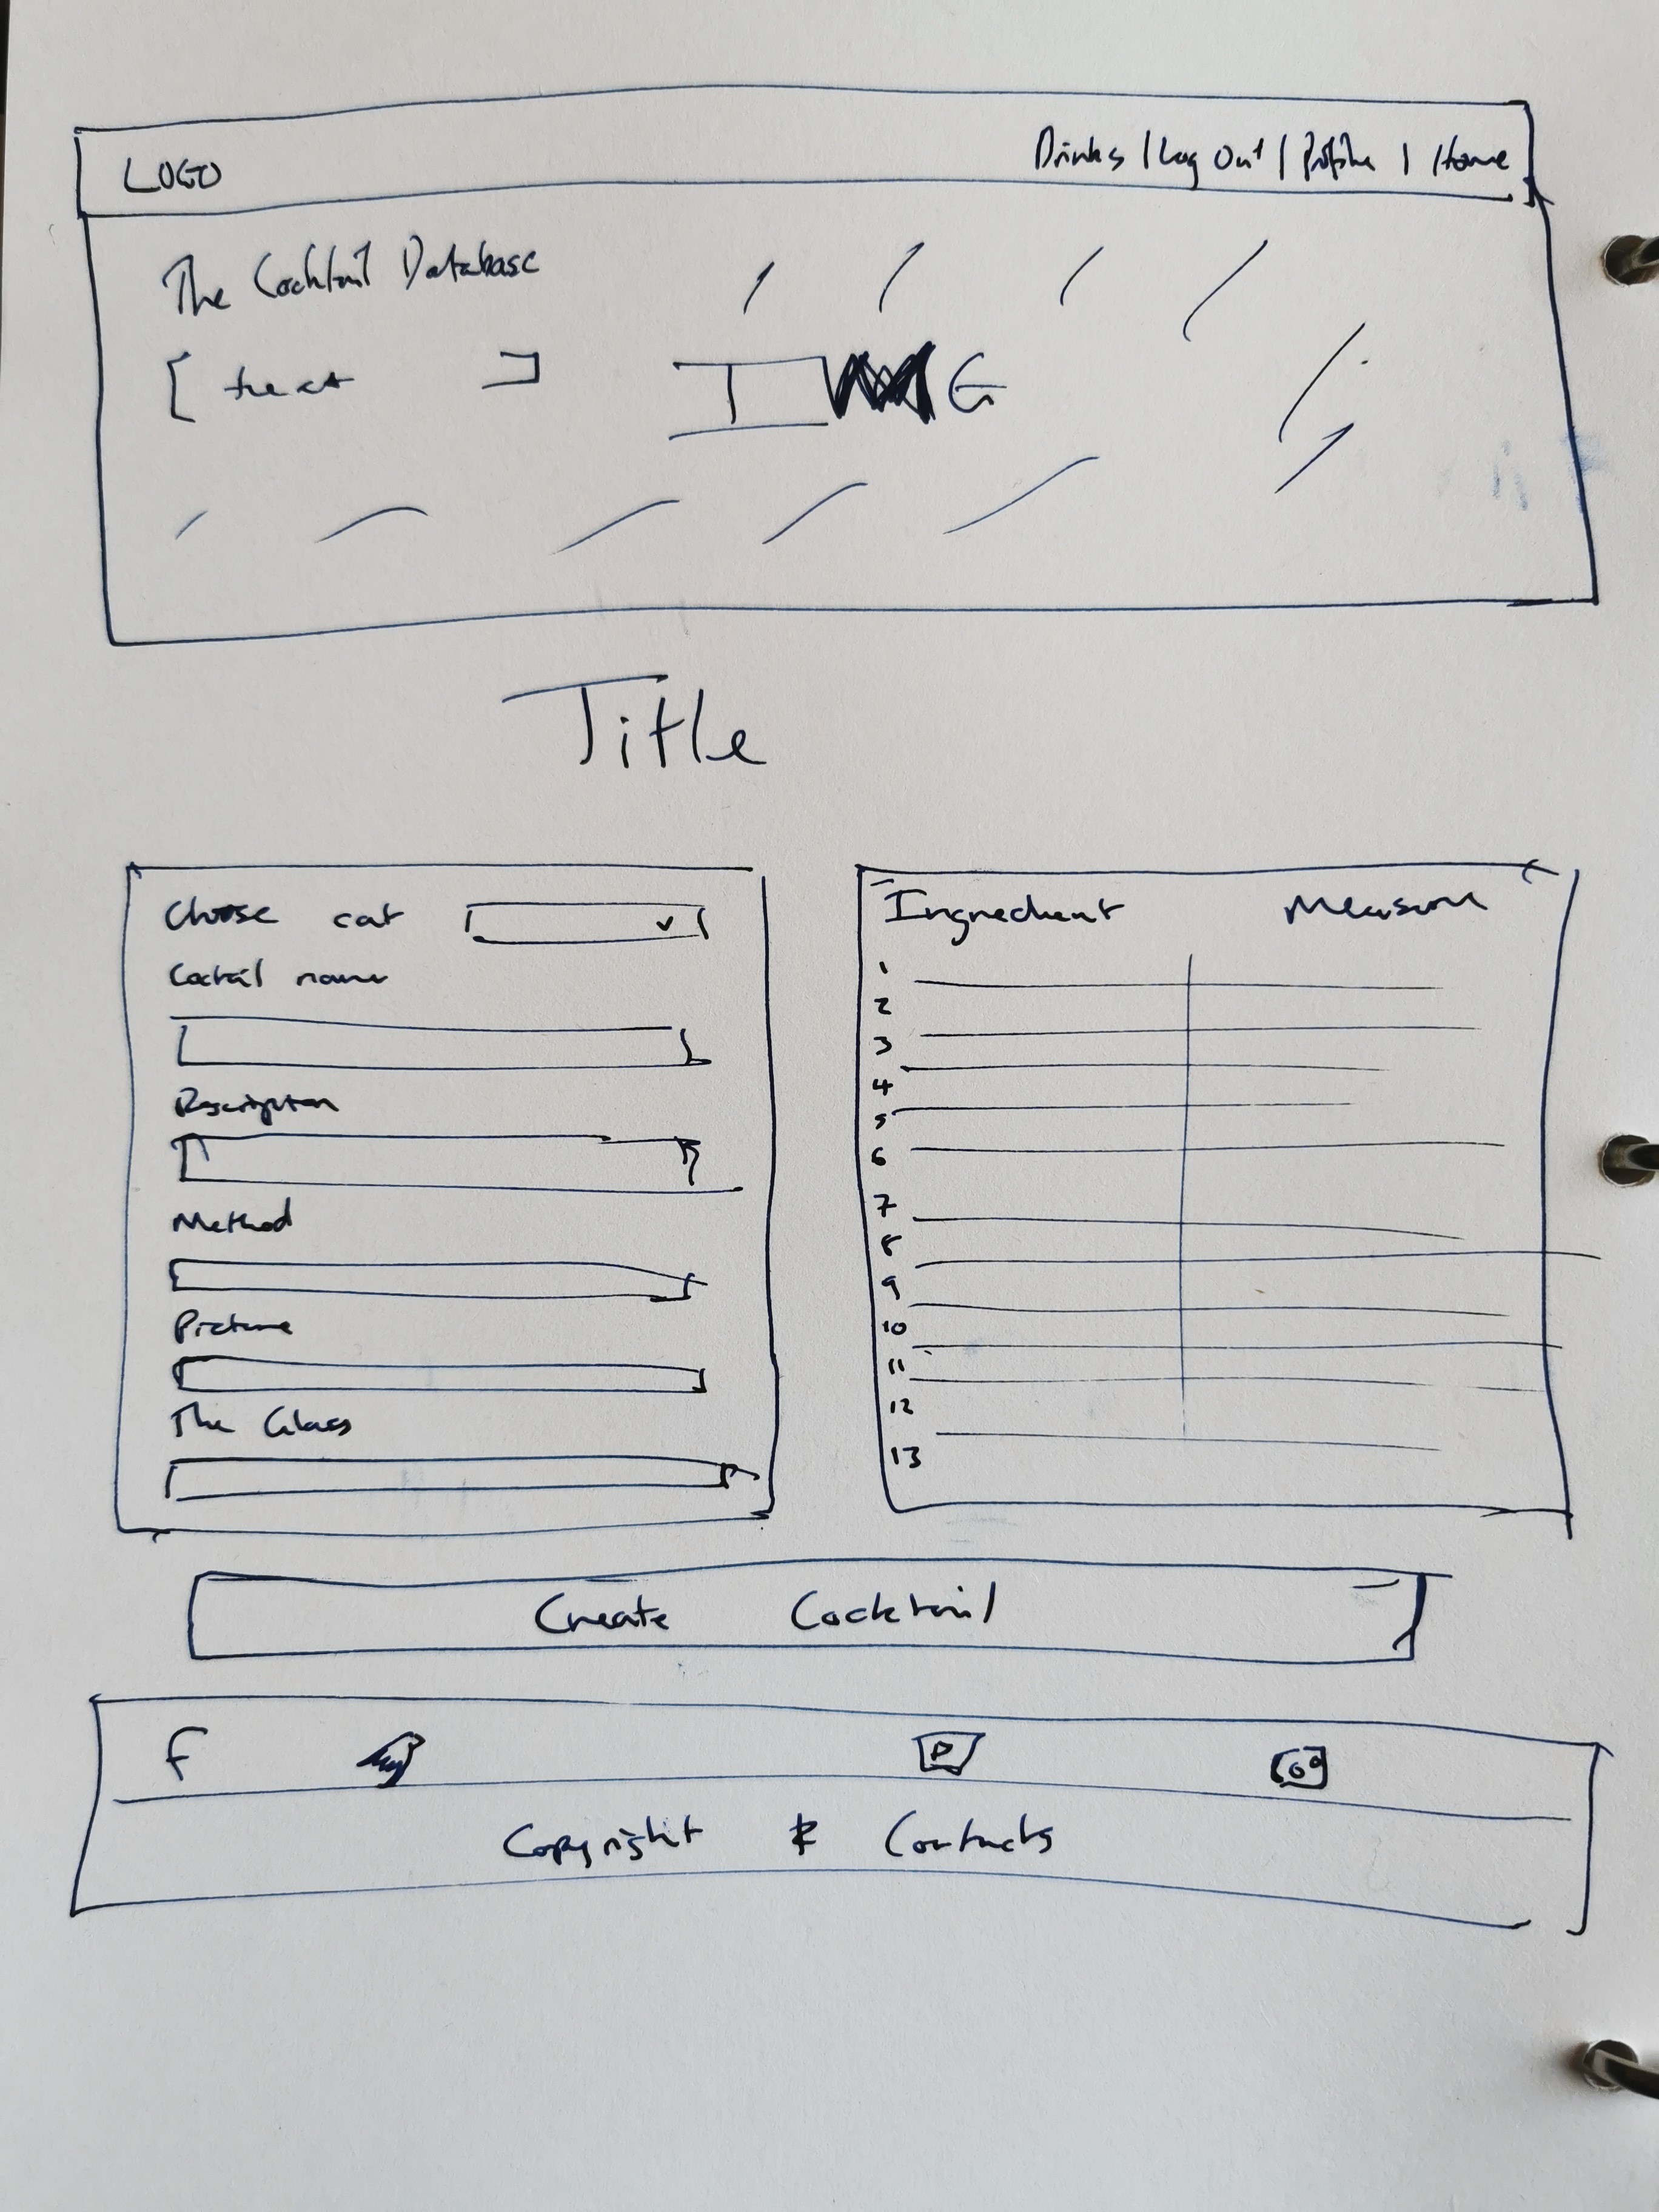 LOGO
Drinks | Log Out | Profile | Home
The Cocktail Database
[ ]
IMG
Title
Choose cat
Coctail name
Description
Method
Picture
The Glass
Ingredient Measure
1
2
3
4
5
6
7
8
9
10
11
12
13
Create Cocktail
f
Copyright & Contacts